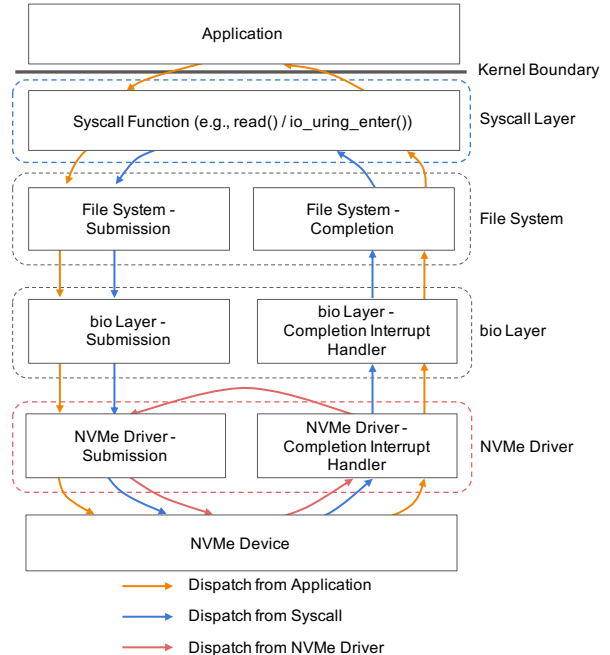 Application
Kernel Boundary
Syscall Function (e.g., read() / io_uring_enter())
Syscall Layer
File System -
Submission
File System -
Completion
File System
bio Layer -
Submission
bio Layer -
Completion Interrupt
Handler
bio Layer
NVMe Driver -
Submission
NVMe Driver -
Completion Interrupt
Handler
NVMe Driver
NVMe Device
Dispatch from Application
Dispatch from Syscall
Dispatch from NVMe Driver